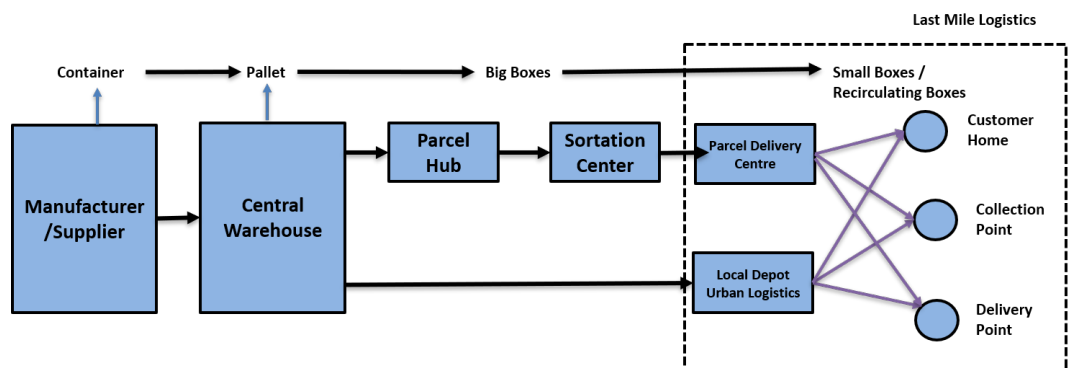 Last Mile Logistics
Container
Pallet
Big Boxes
Small Boxes /
Recirculating Boxes
Manufacturer
/Supplier
Central
Warehouse
Parcel
Hub
Sortation
Center
Parcel Delivery
Centre
Local Depot
Urban Logistics
Customer
Home
Collection
Point
Delivery
Point